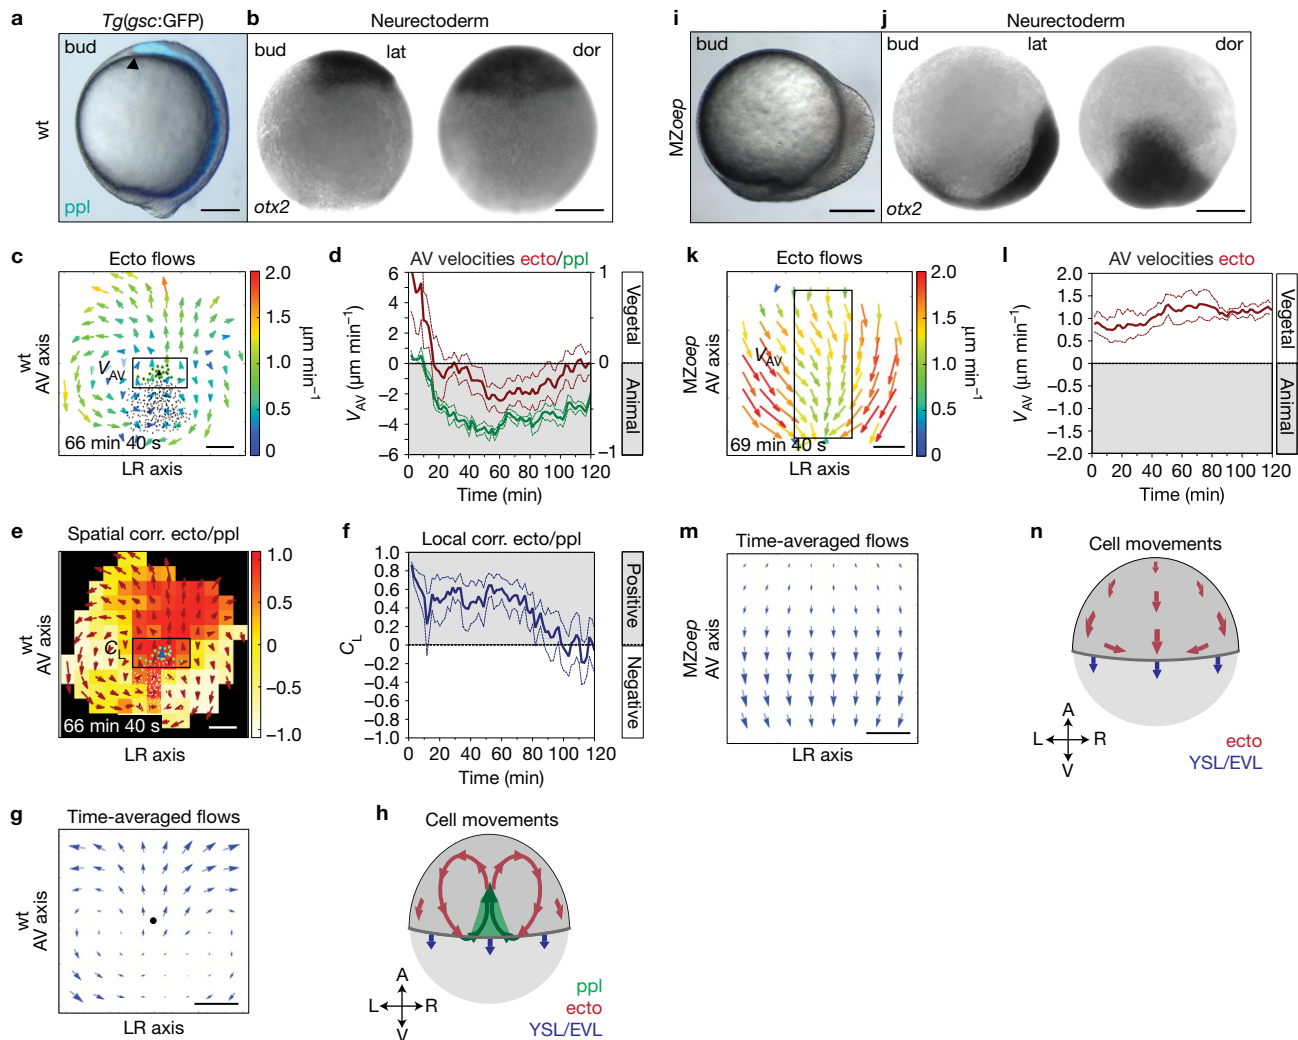 a
Tg(gsc:GFP)
b
Neurectoderm
wt
bud
ppl
bud
lat
dor
otx2
i
j
Neurectoderm
MZoep
bud
bud
lat
dor
otx2
c
Ecto flows
wt
AV axis
V_AV
66 min 40 s
LR axis
2.0
1.5
1.0
0.5
0
µm min−1
d
AV velocities ecto/ppl
V_AV (µm min−1)
6
4
2
0
−2
−4
−6
1
0
−1
Vegetal
Animal
0 20 40 60 80 100 120
Time (min)
k
Ecto flows
MZoep
AV axis
V_AV
69 min 40 s
LR axis
2.0
1.5
1.0
0.5
0
µm min−1
l
AV velocities ecto
V_AV (µm min−1)
2.0
1.5
1.0
0.5
0
−0.5
−1.0
−1.5
−2.0
Vegetal
Animal
0 20 40 60 80 100 120
Time (min)
e
Spatial corr. ecto/ppl
wt
AV axis
C_L
66 min 40 s
LR axis
1.0
0.5
0
−0.5
−1.0
f
Local corr. ecto/ppl
C_L
1.0
0.8
0.6
0.4
0.2
0
−0.2
−0.4
−0.6
−0.8
−1.0
Positive
Negative
0 20 40 60 80 100 120
Time (min)
m
Time-averaged flows
MZoep
AV axis
LR axis
n
Cell movements
A
L R
V
ecto
YSL/EVL
g
Time-averaged flows
wt
AV axis
LR axis
h
Cell movements
A
L R
V
ppl
ecto
YSL/EVL